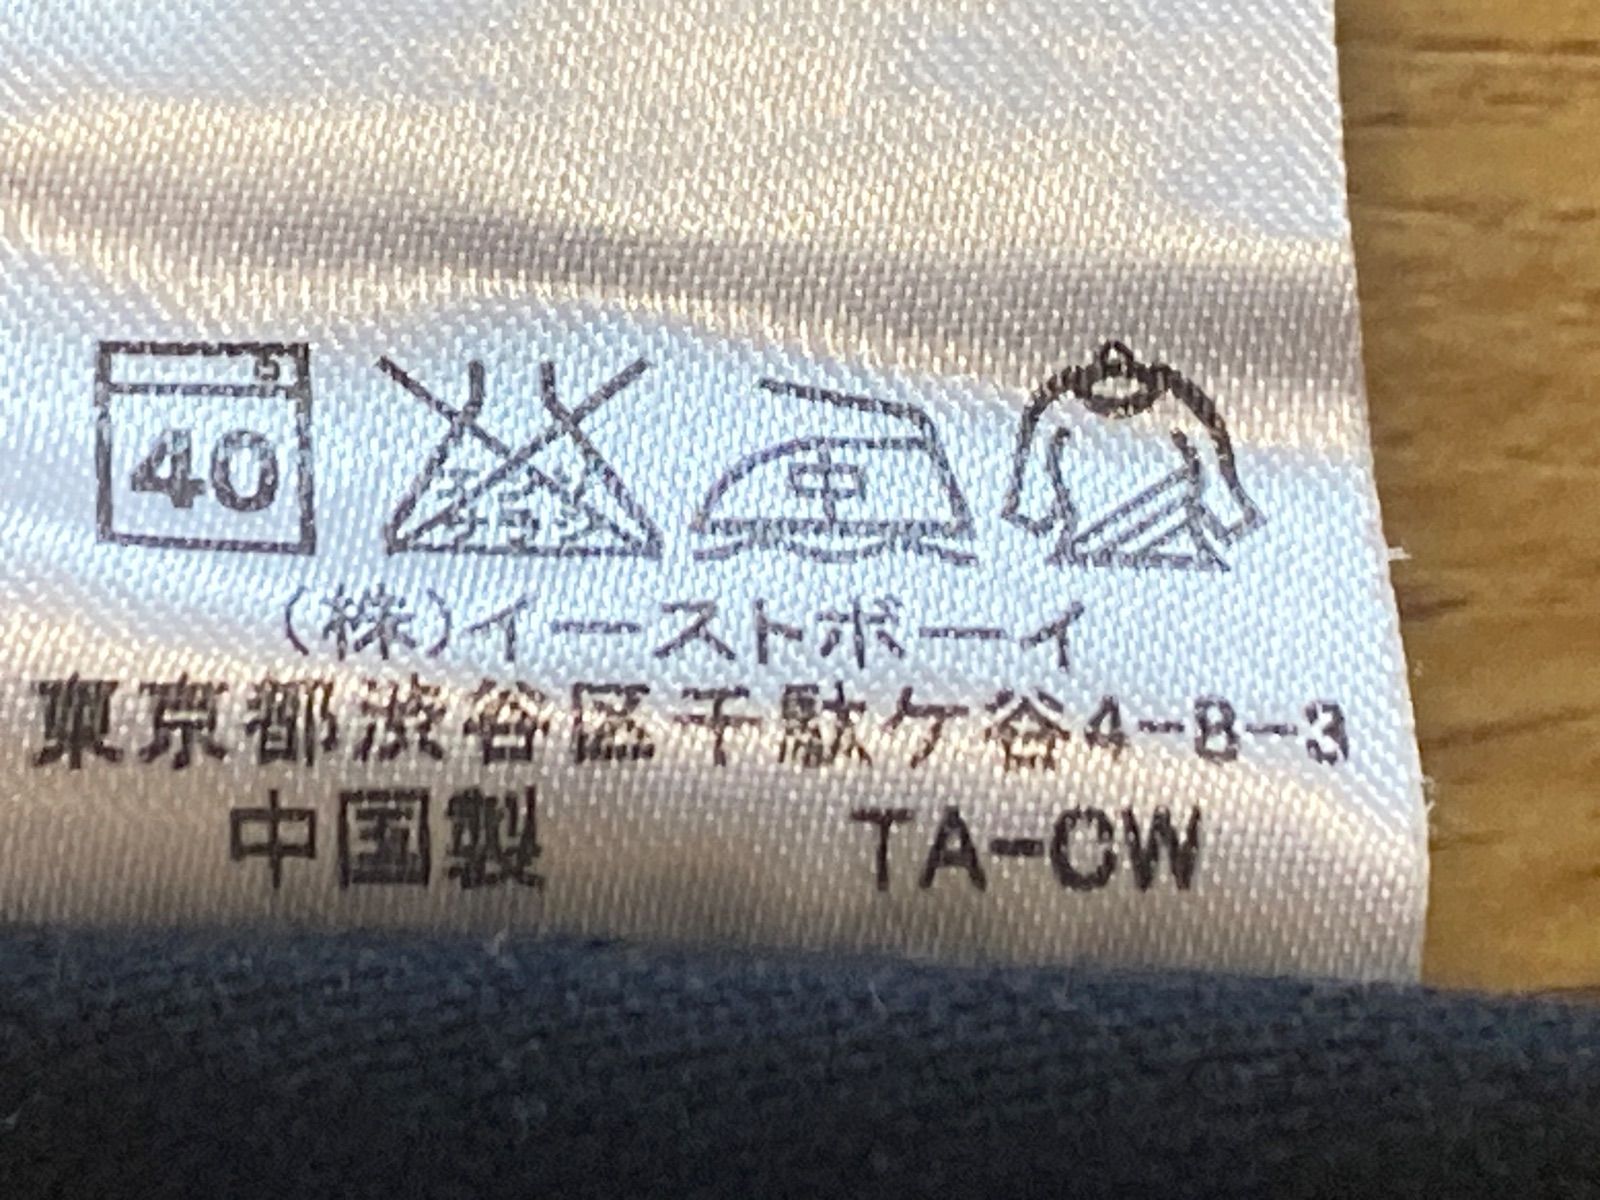 40
中
(株)イーストボーイ
東京都渋谷区千駄ケ谷4-8-3
中国製 TA-CW